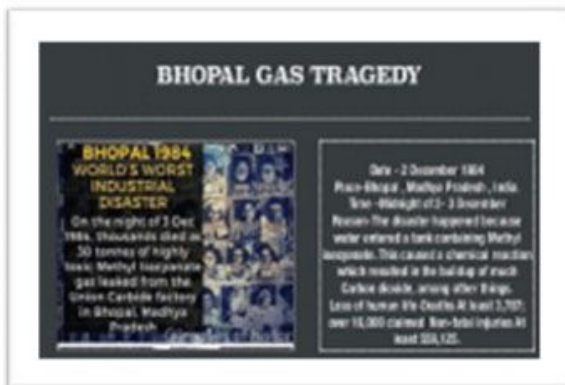 BHOPAL GAS TRAGEDY
BHOPAL 1984
WORLD'S WORST
INDUSTRIAL
DISASTER
On the night of 3 Dec
1984, thousands died as
30 tonnes of highly
toxic Methyl Isocyanate
gas leaked from the
Union Carbide factory
in Bhopal, Madhya
Pradesh
Date - 2 December 1984
Place-Bhopal, Madhya Pradesh, India.
Time -Midnight of 2- 3 December
Reason-The disaster happened because
water entered a tank containing Methyl
isocyanate. This caused a chemical reaction
which resulted in the buildup of much
Carbon dioxide, among other things.
Loss of human life-Deaths At least 3,787;
over 16,000 claimed. Non-fatal injuries At
least